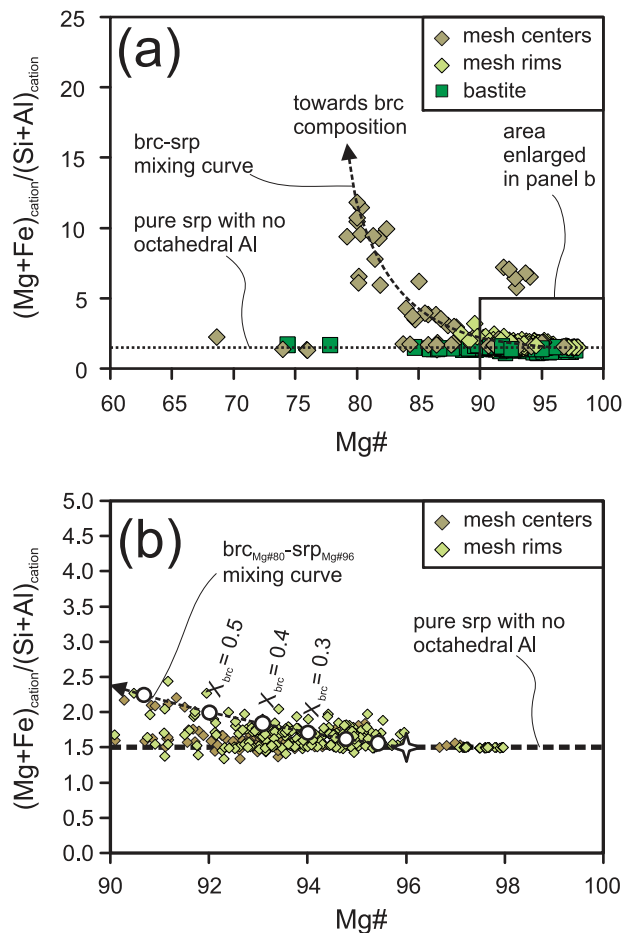 (a)
mesh centers
mesh rims
bastite
towards brc
composition
brc-srp
mixing curve
area
enlarged
in panel b
pure srp with no
octahedral Al
(Mg+Fe)cation/(Si+Al)cation
25
20
15
10
5
0
60 65 70 75 80 85 90 95 100
Mg#
(b)
mesh centers
mesh rims
brcMg#80-srpMg#96
mixing curve
Xbrc= 0.5
Xbrc= 0.4
Xbrc= 0.3
pure srp with no
octahedral Al
(Mg+Fe)cation/(Si+Al)cation
5.0
4.5
4.0
3.5
3.0
2.5
2.0
1.5
1.0
0.5
0.0
90 92 94 96 98 100
Mg#